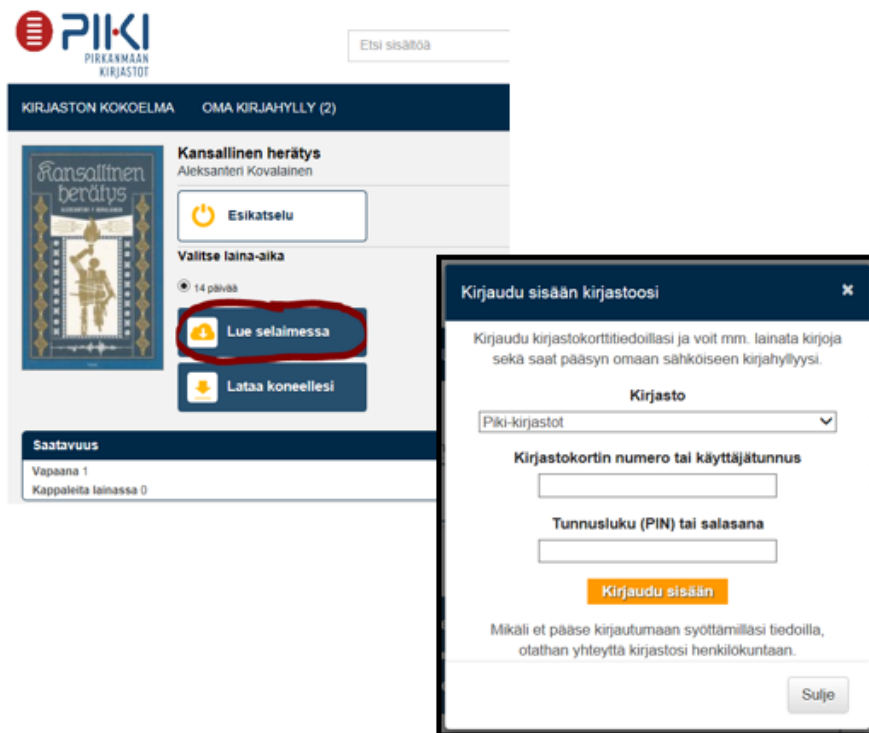 PIKI
PIRKANMAAN
KIRJASTOT
Etsi sisältöä
KIRJASTON KOKOELMA OMA KIRJAHYLLY (2)
Kansallinen
herätys
Kansallinen herätys
Aleksanteri Kovalainen
Esikatselu
Valitse laina-aika
14 päivää
Lue selaimessa
Lataa koneellesi
Saatavuus
Vapaana 1
Kappaleita lainassa 0
Kirjaudu sisään kirjastoosi
Kirjaudu kirjastokorttitiedoillasi ja voit mm. lainata kirjoja
sekä saat pääsyn omaan sähköiseen kirjahyllyysi.
Kirjasto
Piki-kirjastot
Kirjastokortin numero tai käyttäjätunnus
Tunnusluku (PIN) tai salasana
Kirjaudu sisään
Mikäli et pääse kirjautumaan syöttämilläsi tiedoilla,
otathan yhteyttä kirjastosi henkilökuntaan.
Sulje